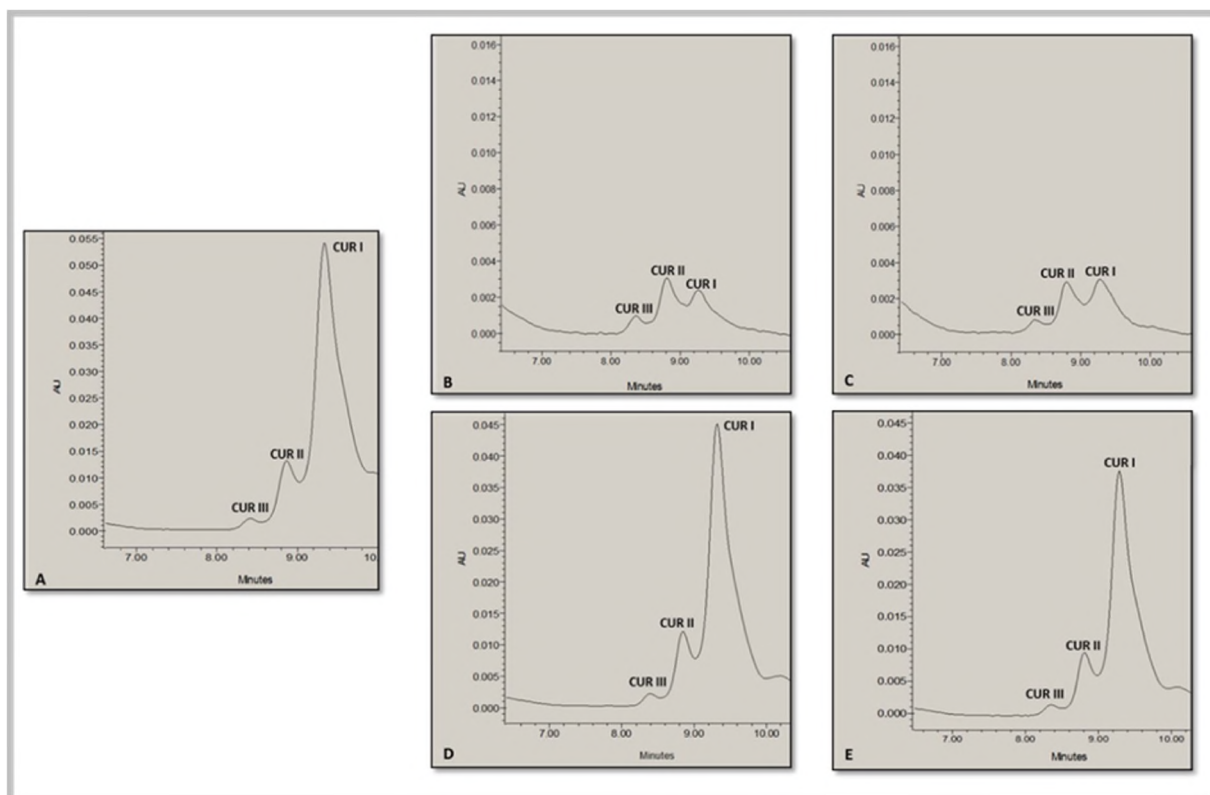 0.055
0.050
0.045
0.040
0.035
0.030
0.025
0.020
0.015
0.010
0.005
0.000
AU
CUR I
CUR II
CUR III
7.00 8.00 9.00 10
Minutes
A
0.016
0.014
0.012
0.010
0.008
0.006
0.004
0.002
0.000
AU
CUR II
CUR I
CUR III
7.00 8.00 9.00 10.00
Minutes
B
0.016
0.014
0.012
0.010
0.008
0.006
0.004
0.002
0.000
AU
CUR II CUR I
CUR III
7.00 8.00 9.00 10.00
Minutes
C
0.045
0.040
0.035
0.030
0.025
0.020
0.015
0.010
0.005
0.000
AU
CUR I
CUR II
CUR III
7.00 8.00 9.00 10.00
Minutes
D
0.045
0.040
0.035
0.030
0.025
0.020
0.015
0.010
0.005
0.000
AU
CUR I
CUR II
CUR III
7.00 8.00 9.00 10.00
Minutes
E